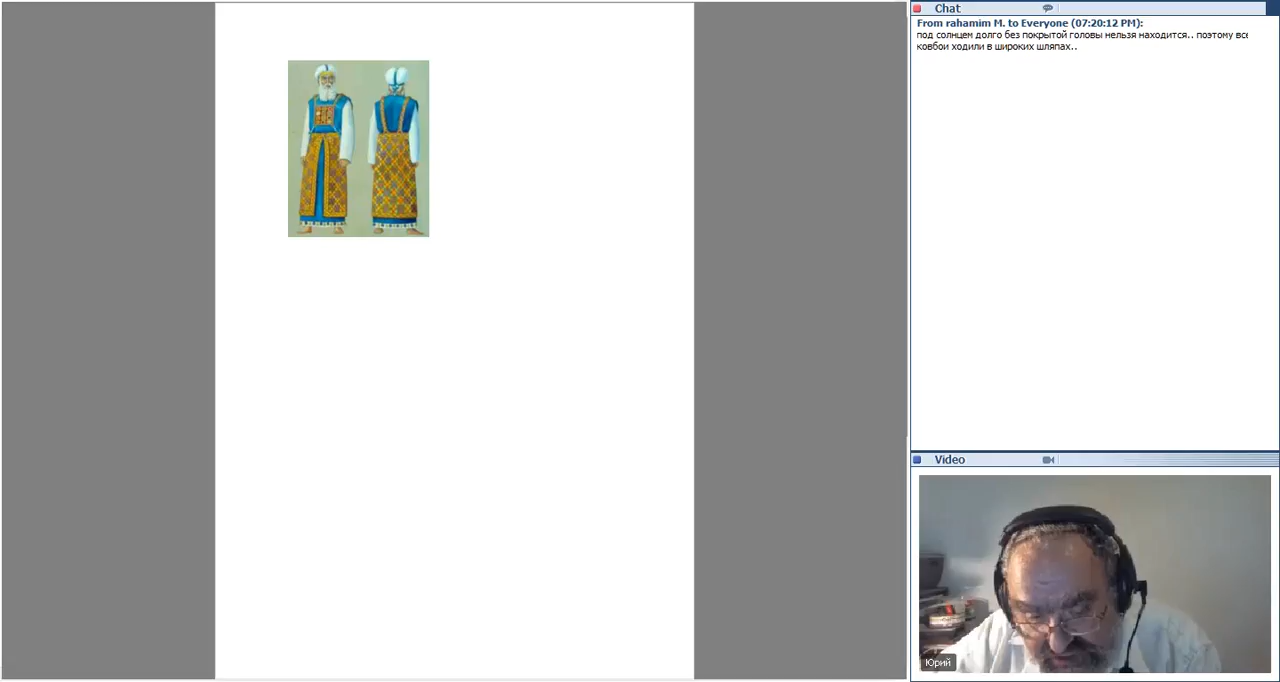 Chat
From rahamim M. to Everyone (07:20:12 PM):
под солнцем долго без покрытой головы нельзя находится.. поэтому все
ковбои ходили в широких шляпах..
Video
Юрий